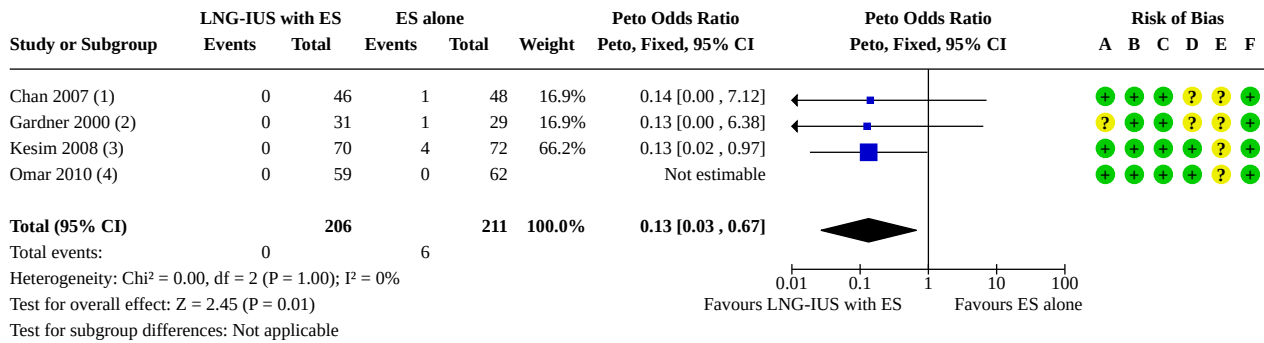 LNG-IUS with ES ES alone Peto Odds Ratio Peto Odds Ratio Risk of Bias
Study or Subgroup Events Total Events Total Weight Peto, Fixed, 95% CI Peto, Fixed, 95% CI A B C D E F
Chan 2007 (1) 0 46 1 48 16.9% 0.14 [0.00 , 7.12] + + + ? ? +
Gardner 2000 (2) 0 31 1 29 16.9% 0.13 [0.00 , 6.38] ? + + ? ? +
Kesim 2008 (3) 0 70 4 72 66.2% 0.13 [0.02 , 0.97] + + + + ? +
Omar 2010 (4) 0 59 0 62 Not estimable + + + + ? +
Total (95% CI) 206 211 100.0% 0.13 [0.03 , 0.67]
Total events: 0 6
Heterogeneity: Chi² = 0.00, df = 2 (P = 1.00); I² = 0%
0.01 0.1 1 10 100
Test for overall effect: Z = 2.45 (P = 0.01) Favours LNG-IUS with ES Favours ES alone
Test for subgroup differences: Not applicable